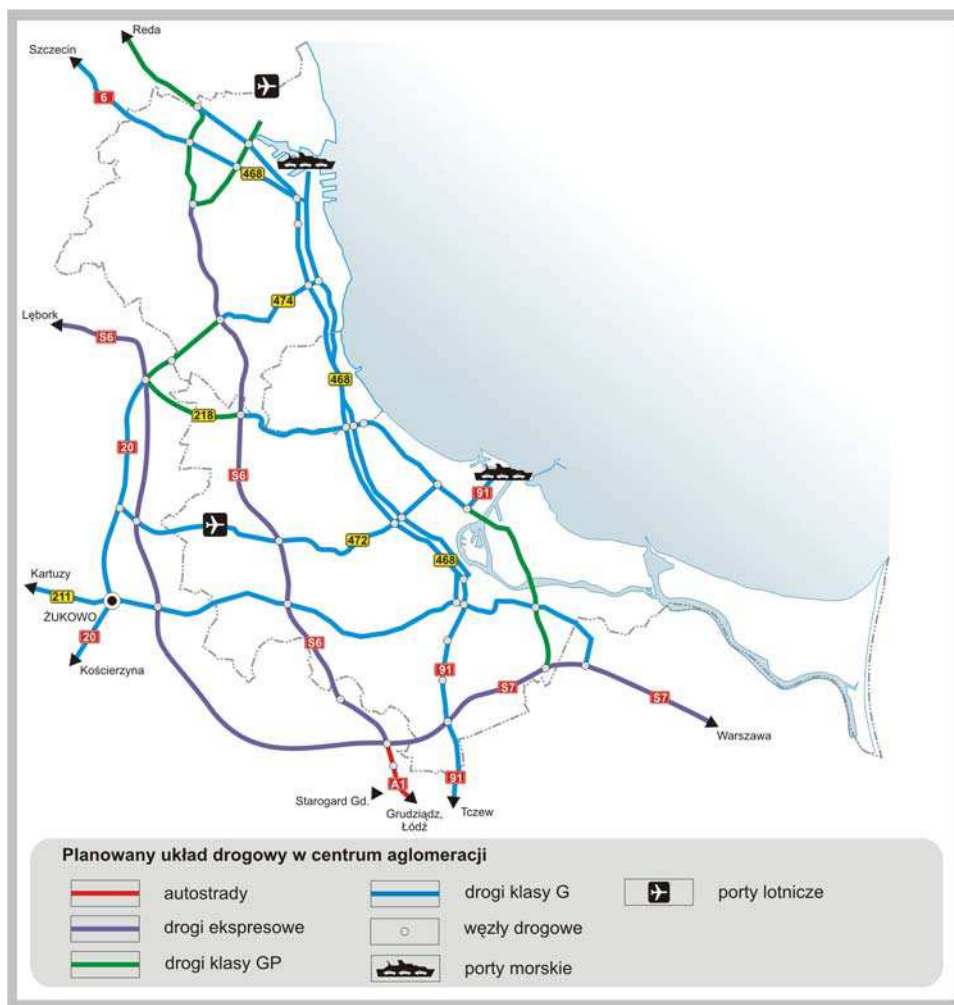 Reda
Szczecin
6
468
474
Lębork
S6
468
218
20
S6
91
472
468
Kartuzy
211
ŻUKOWO
20
S6
Kościerzyna
91
S7
S7
Warszawa
91
A1
Starogard Gd.
Grudziądz,
Łódź
Tczew
Planowany układ drogowy w centrum aglomeracji
autostrady
drogi klasy G
porty lotnicze
drogi ekspresowe
węzły drogowe
drogi klasy GP
porty morskie